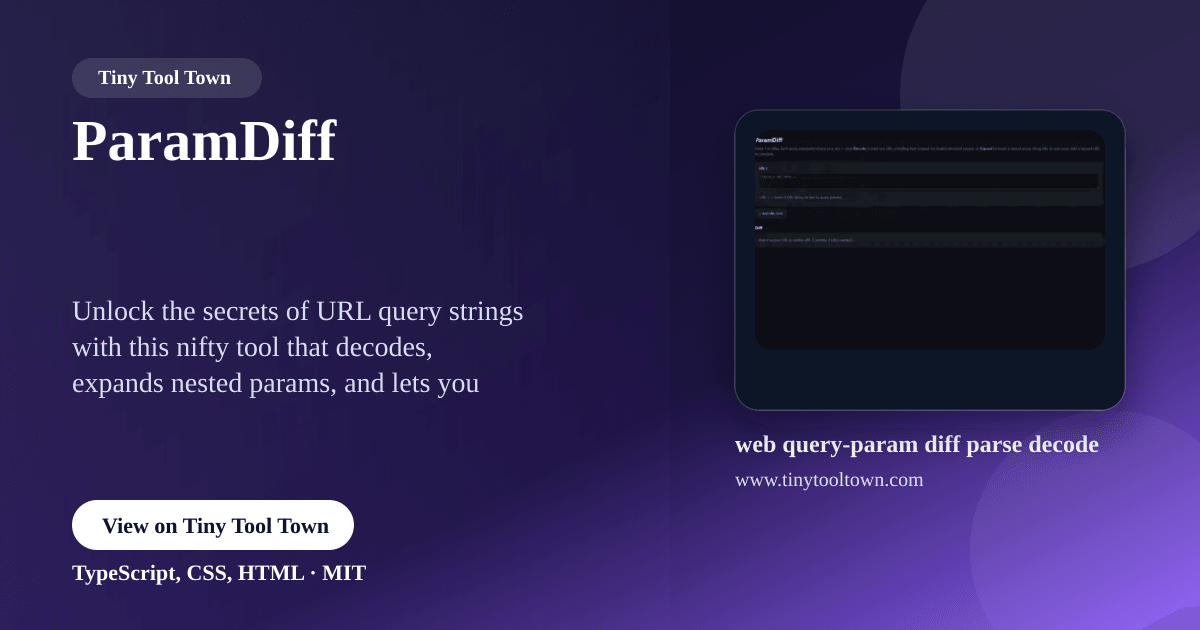 Tiny Tool Town
ParamDiff
Unlock the secrets of URL query strings
with this nifty tool that decodes,
expands nested params, and lets you
View on Tiny Tool Town
TypeScript, CSS, HTML · MIT
ParamDiff
Diff
web query-param diff parse decode
www.tinytooltown.com